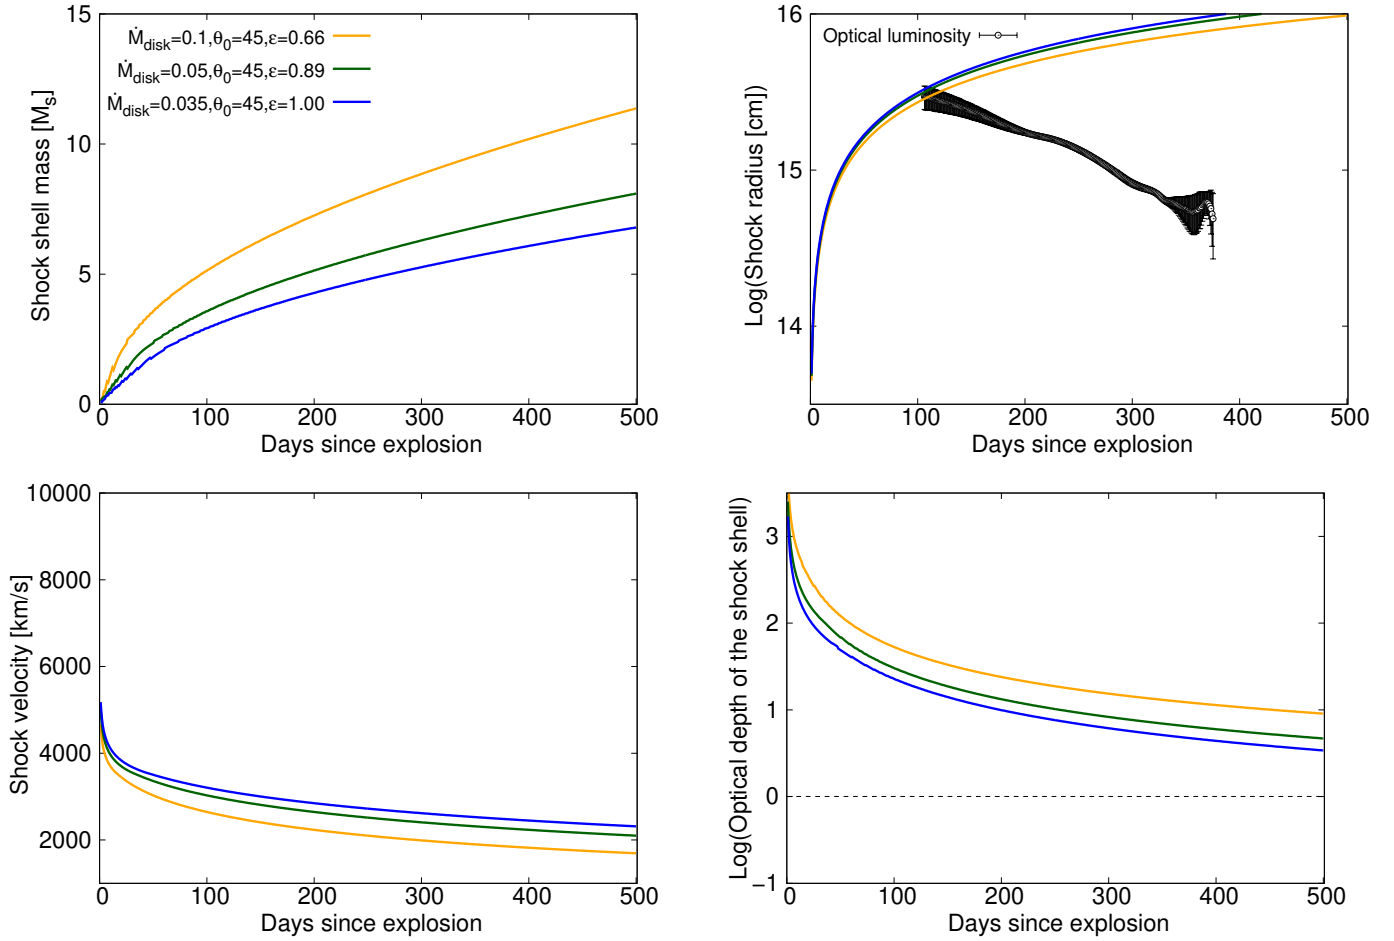 15
10
5
0
Shock shell mass [Mₛ]
Ṁdisk=0.1,θ0=45,ε=0.66
Ṁdisk=0.05,θ0=45,ε=0.89
Ṁdisk=0.035,θ0=45,ε=1.00
0 100 200 300 400 500
Days since explosion
16
15
14
Log(Shock radius [cm])
Optical luminosity
0 100 200 300 400 500
Days since explosion
10000
8000
6000
4000
2000
Shock velocity [km/s]
0 100 200 300 400 500
Days since explosion
3
2
1
0
−1
Log(Optical depth of the shock shell)
0 100 200 300 400 500
Days since explosion